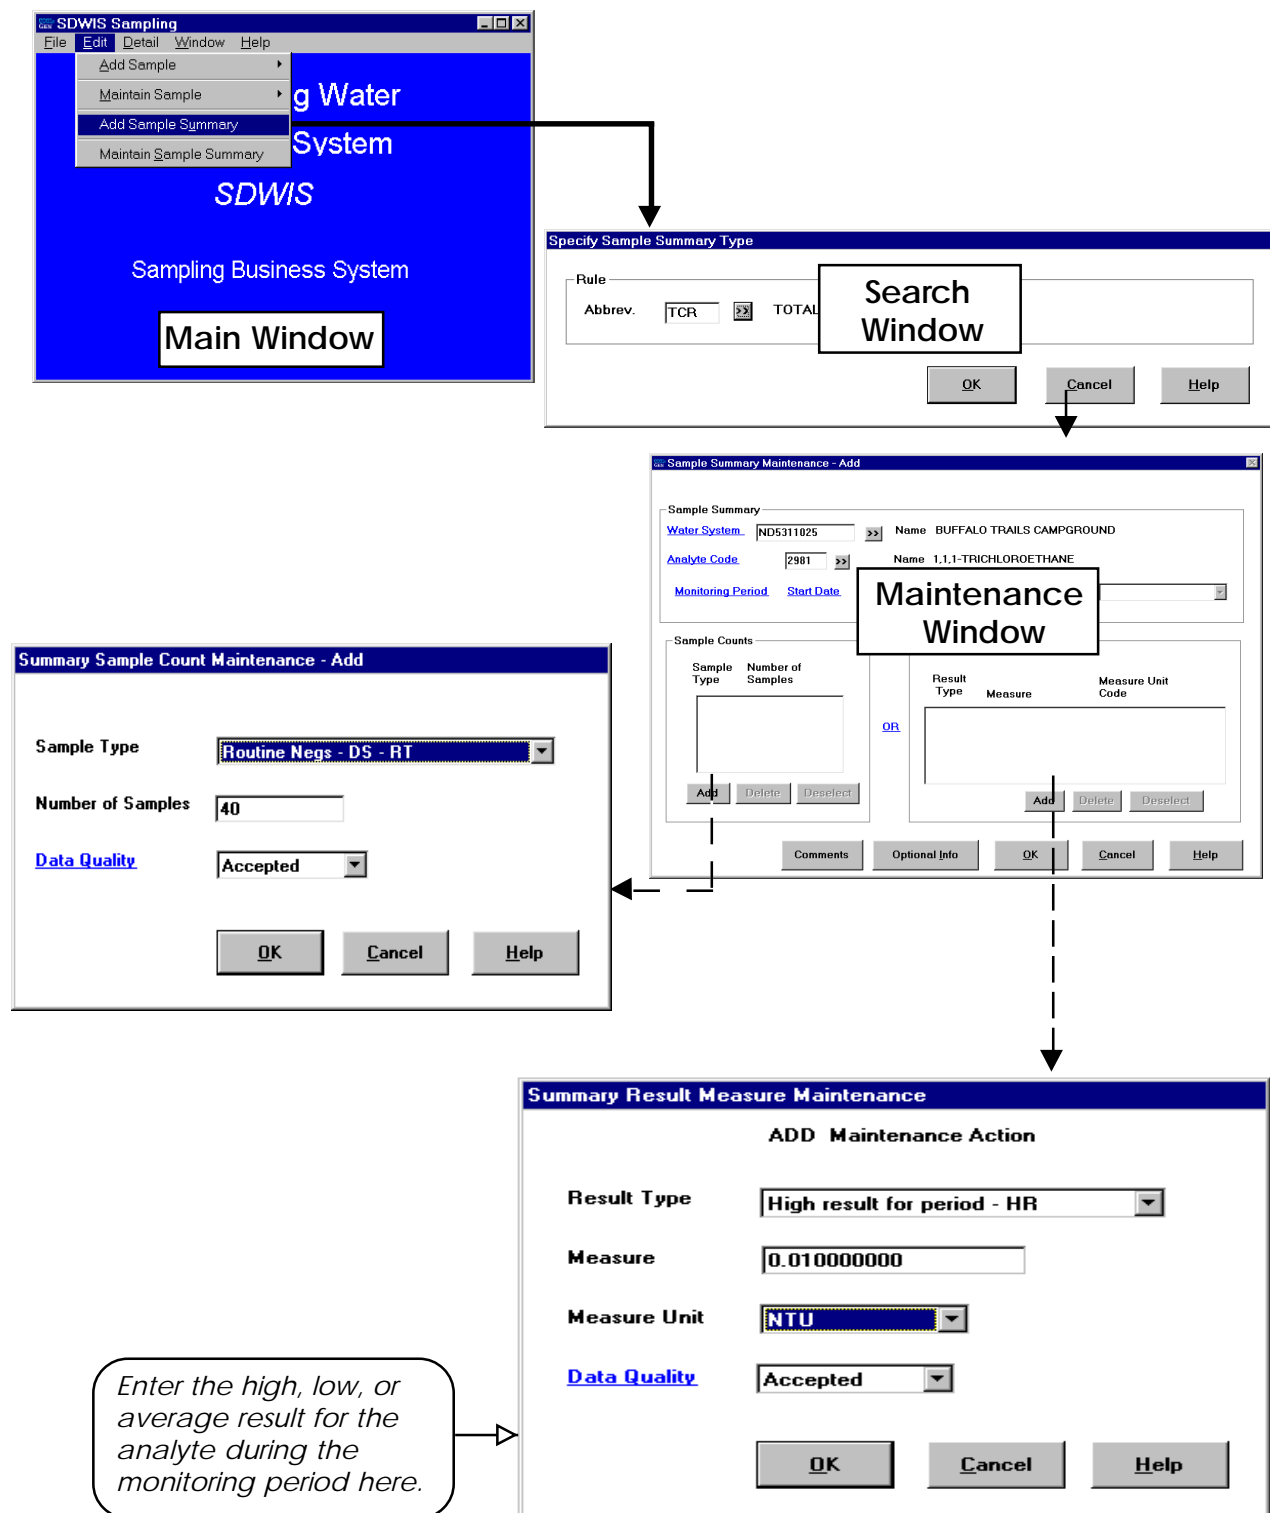 SDWIS Sampling
File Edit Detail Window Help
Add Sample
Maintain Sample
Add Sample Summary
Maintain Sample Summary
g Water
System
SDWIS
Sampling Business System
Main Window
Specify Sample Summary Type
Rule
Abbrev. TCR >> TOTAL
Search
Window
OK Cancel Help
Sample Summary Maintenance - Add
Sample Summary
Water System ND5311025 >> Name BUFFALO TRAILS CAMPGROUND
Analyte Code 2981 >> Name 1,1,1-TRICHLOROETHANE
Monitoring Period Start Date
Maintenance
Window
Sample Counts
Sample Type Number of Samples
OR
Result Type Measure Measure Unit Code
Add Delete Deselect
Add Delete Deselect
Comments Optional Info OK Cancel Help
Summary Sample Count Maintenance - Add
Sample Type Routine Negs - DS - RT
Number of Samples 40
Data Quality Accepted
OK Cancel Help
Summary Result Measure Maintenance
ADD Maintenance Action
Result Type High result for period - HR
Measure 0.010000000
Measure Unit NTU
Data Quality Accepted
OK Cancel Help
Enter the high, low, or
average result for the
analyte during the
monitoring period here.